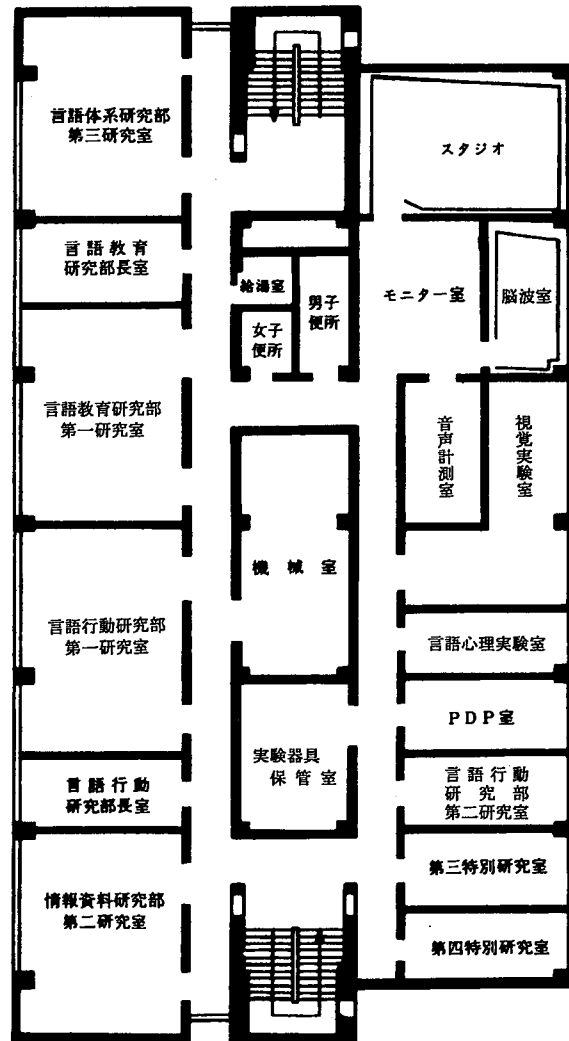 言語体系研究部
第三研究室
スタジオ
言語教育
研究部長室
給湯室
男子
便所
女子
便所
モニター室
脳波室
言語教育研究部
第一研究室
音声計測室
視覚実験室
機械室
言語行動研究部
第一研究室
言語心理実験室
PDP室
実験器具
保管室
言語行動
研究部
第二研究室
言語行動
研究部長室
第三特別研究室
情報資料研究部
第二研究室
第四特別研究室